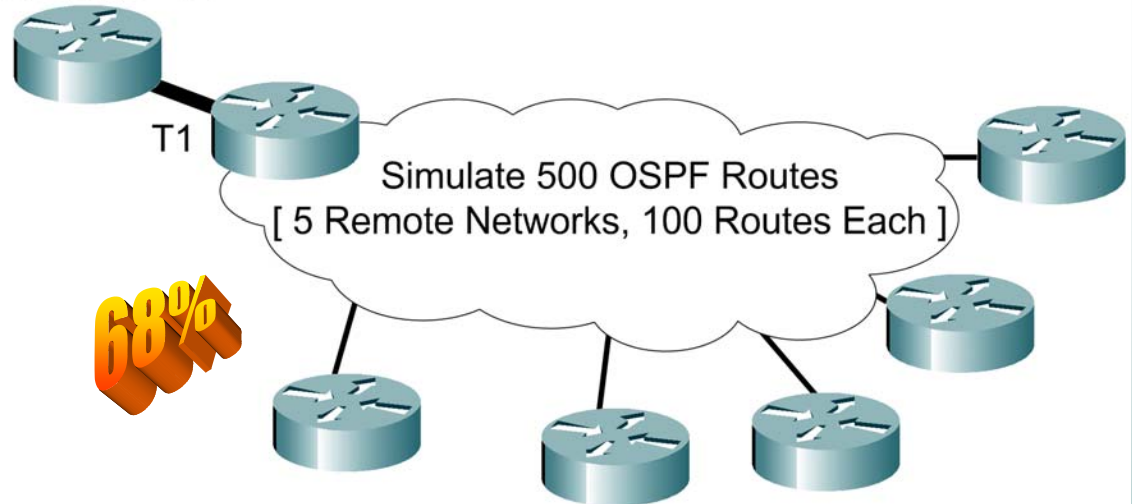 T1
Simulate 500 OSPF Routes
[ 5 Remote Networks, 100 Routes Each ]
68%